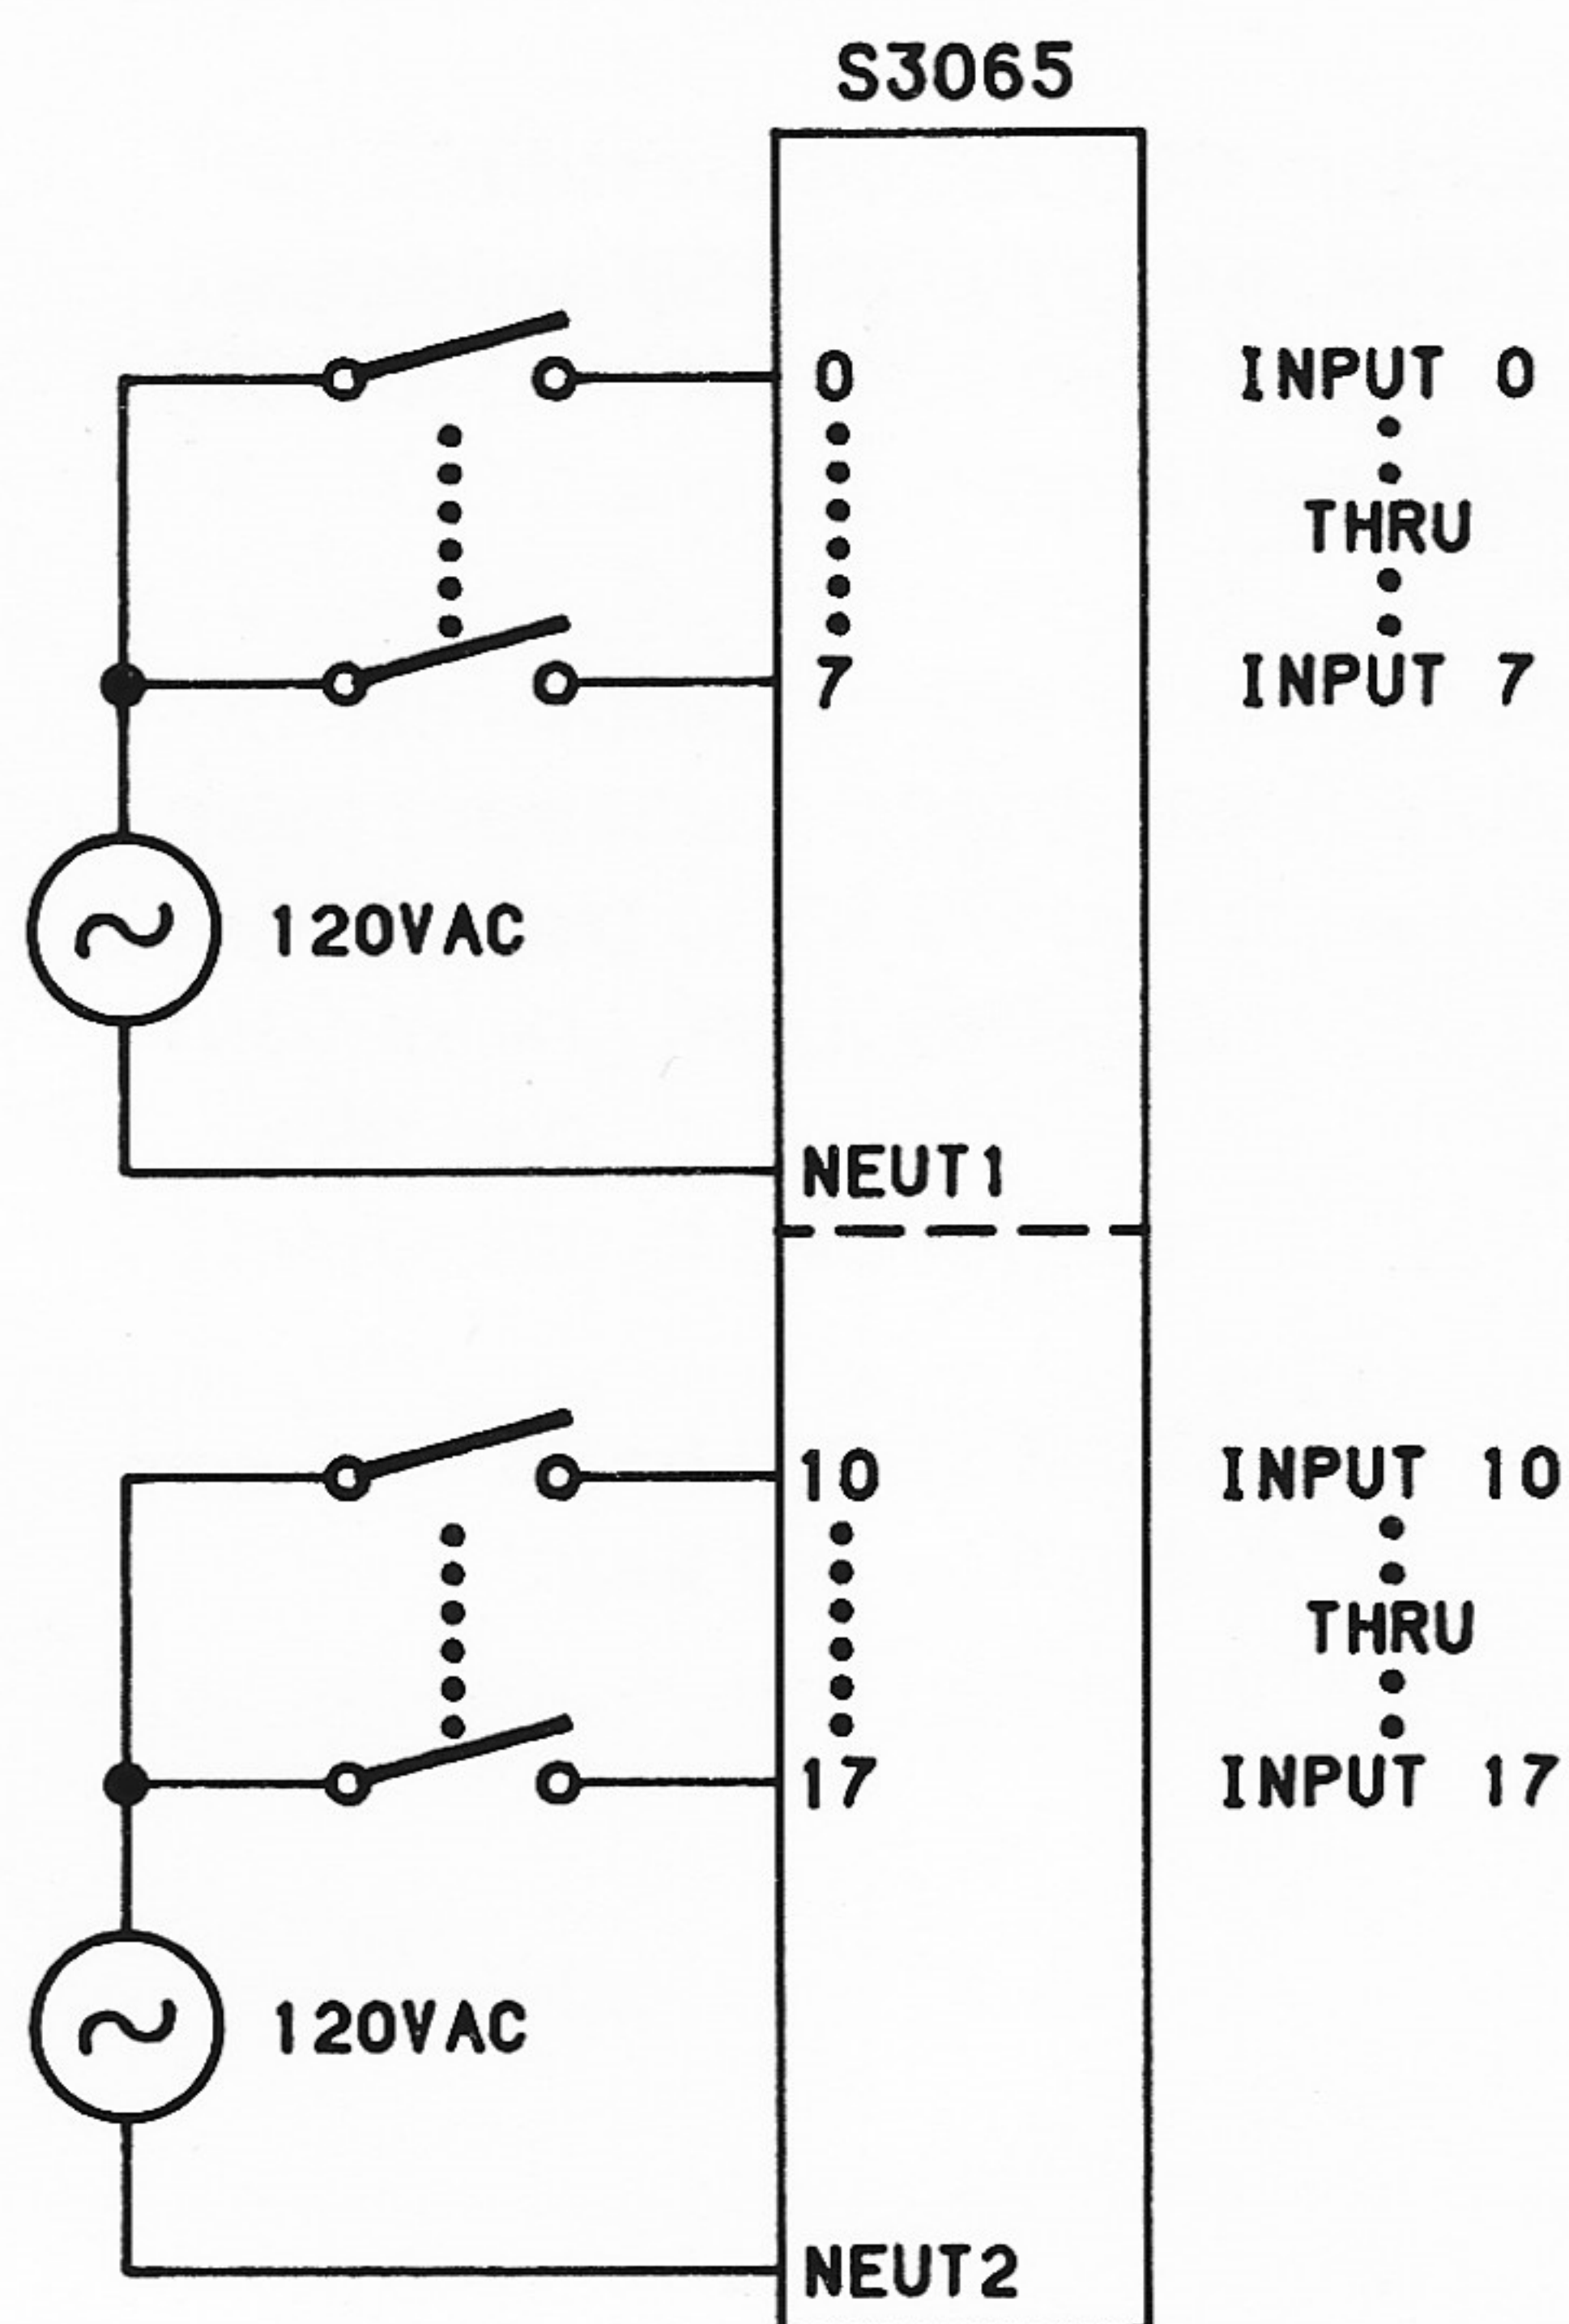 S3065
0 INPUT 0
THRU
7 INPUT 7
120VAC
NEUT1
10 INPUT 10
THRU
17 INPUT 17
120VAC
NEUT2